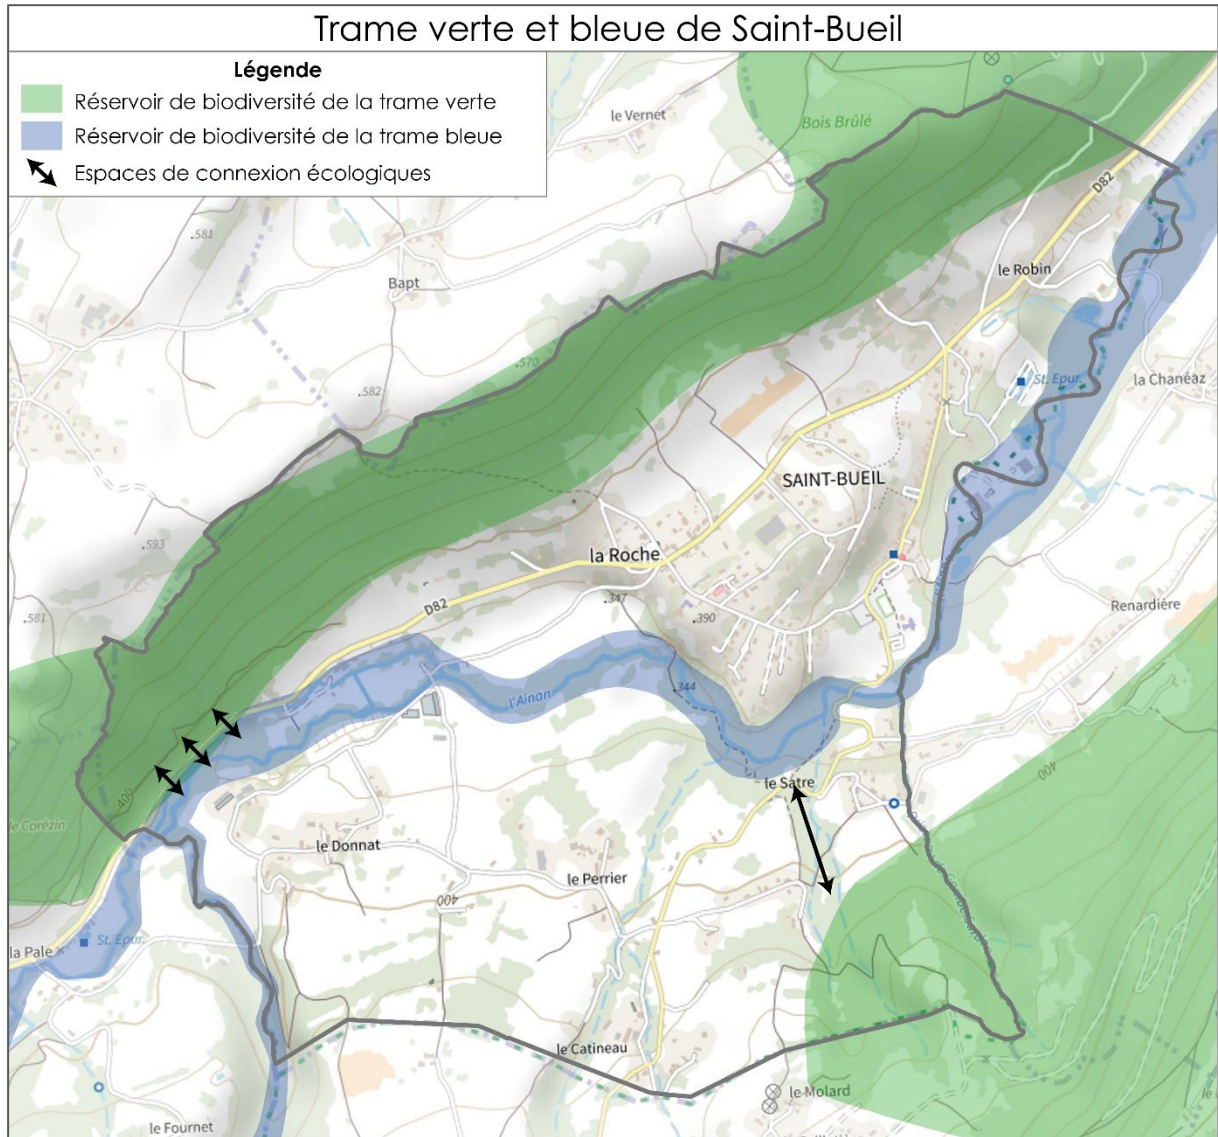 Trame verte et bleue de Saint-Bueil
Légende
Réservoir de biodiversité de la trame verte
Réservoir de biodiversité de la trame bleue
Espaces de connexion écologiques
le Vernet
Bois Brûlé
D82
.581
Bapt
le Robin
.570
.582
St. Epur.
la Chanéaz
SAINT-BUEIL
.593
la Roche
D82
.347
.390
.581
Renardière
l'Ainan
.344
400
400
le Sâtre
le Carézin
le Donnat
le Perrier
400
la Pale
St. Epur.
le Catineau
le Molard
le Fournet